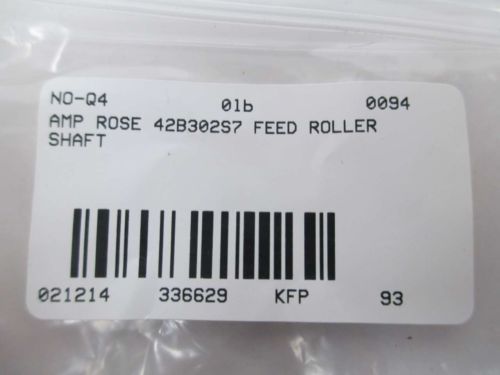 NO-Q4 01b 0094
AMP ROSE 42B302S7 FEED ROLLER
SHAFT
021214 336629 KFP 93